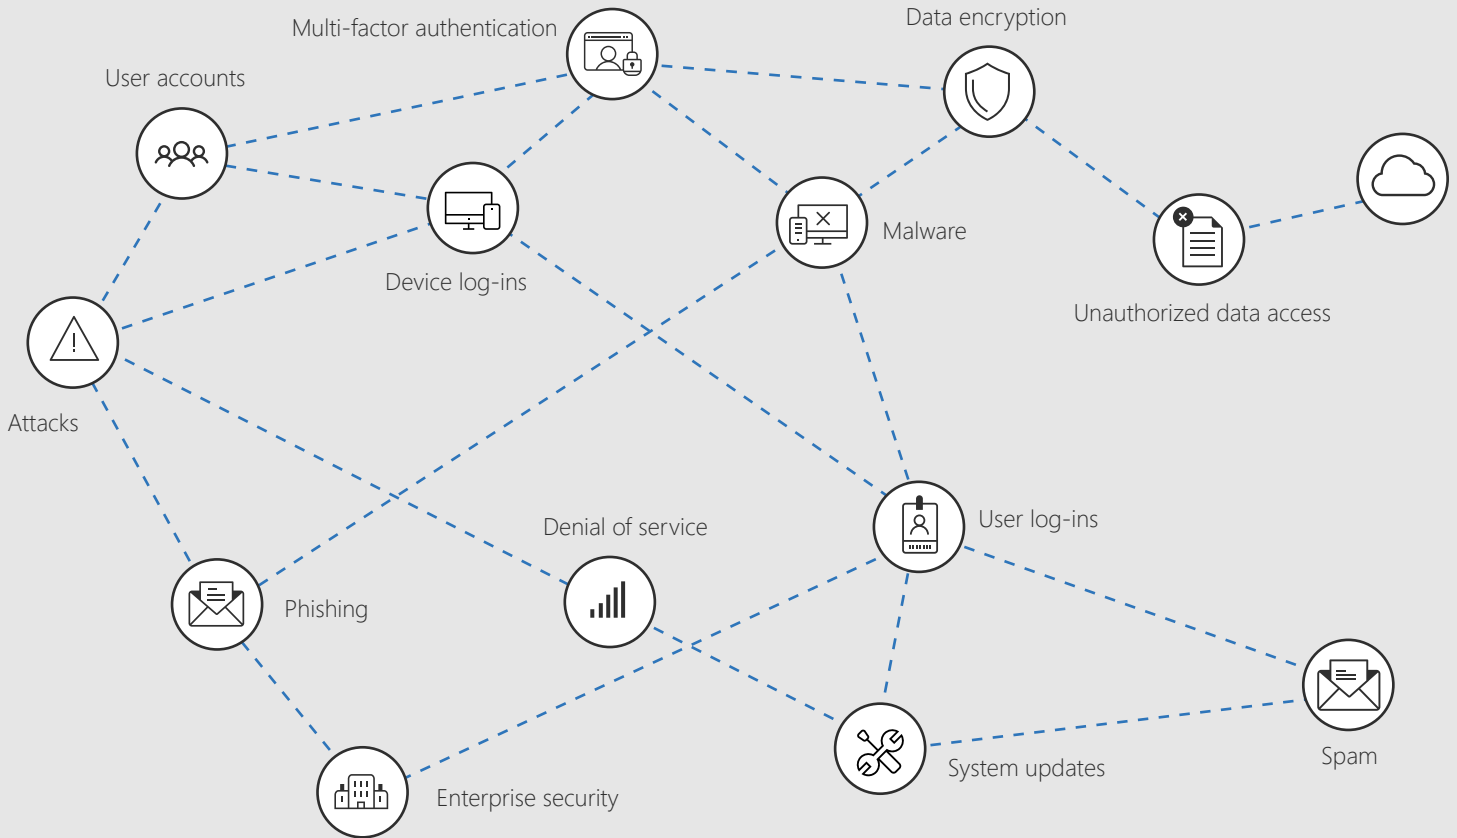 Data encryption
Multi-factor authentication
User accounts
Malware
Device log-ins
Unauthorized data access
Attacks
User log-ins
Denial of service
Phishing
Spam
System updates
Enterprise security